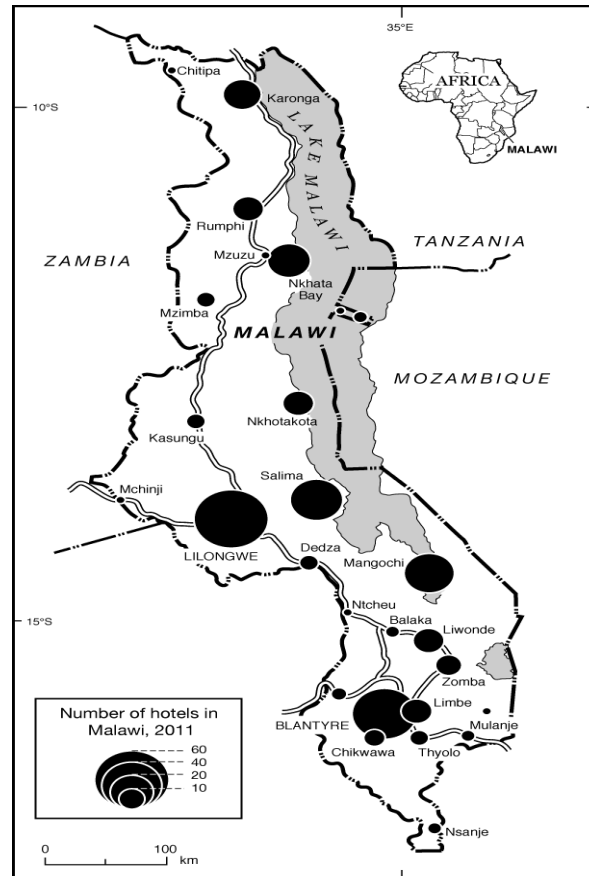 35°E
Chitipa
AFRICA
10°S
Karonga
MALAWI
LAKE MALAWI
Rumphi
TANZANIA
Mzuzu
ZAMBIA
Nkhata
Bay
Mzimba
MALAWI
MOZAMBIQUE
Nkhotakota
Kasungu
Salima
Mchinji
LILONGWE
Dedza
Mangochi
Ntcheu
15°S
Balaka
Liwonde
Zomba
Limbe
BLANTYRE
Mulanje
Chikwawa
Thyolo
Nsanje
Number of hotels in
Malawi, 2011
60
40
20
10
0 100
km